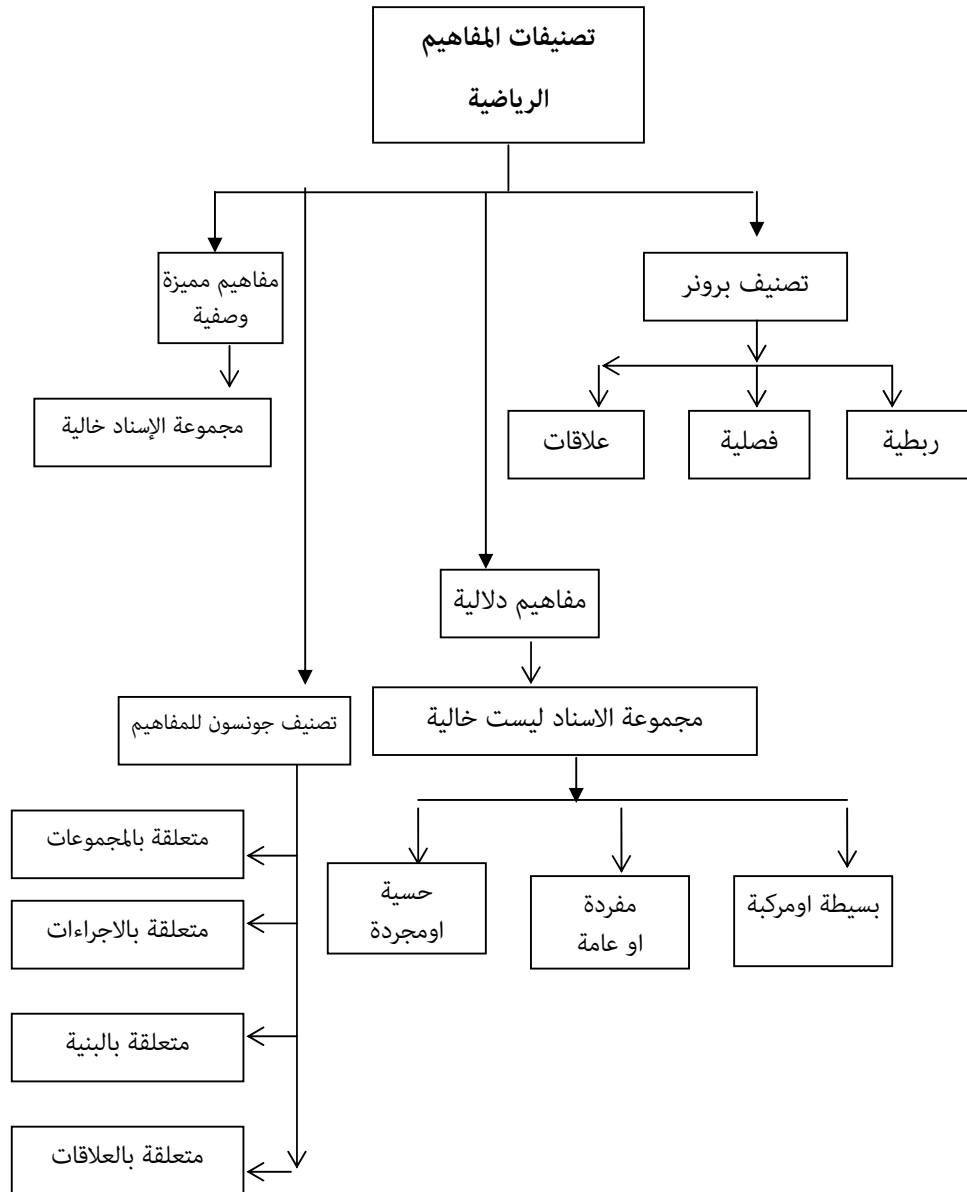 تصنيفات المفاهيم
الرياضية
تصنيف برونر
مفاهيم مميزة
وصفية
ربطية
فصلية
علاقات
مجموعة الإسناد خالية
مفاهيم دلالية
مجموعة الاسناد ليست خالية
تصنيف جونسون للمفاهيم
بسيطة اومركبة
مفردة
او عامة
حسية
اومجردة
متعلقة بالمجموعات
متعلقة بالاجراءات
متعلقة بالبنية
متعلقة بالعلاقات